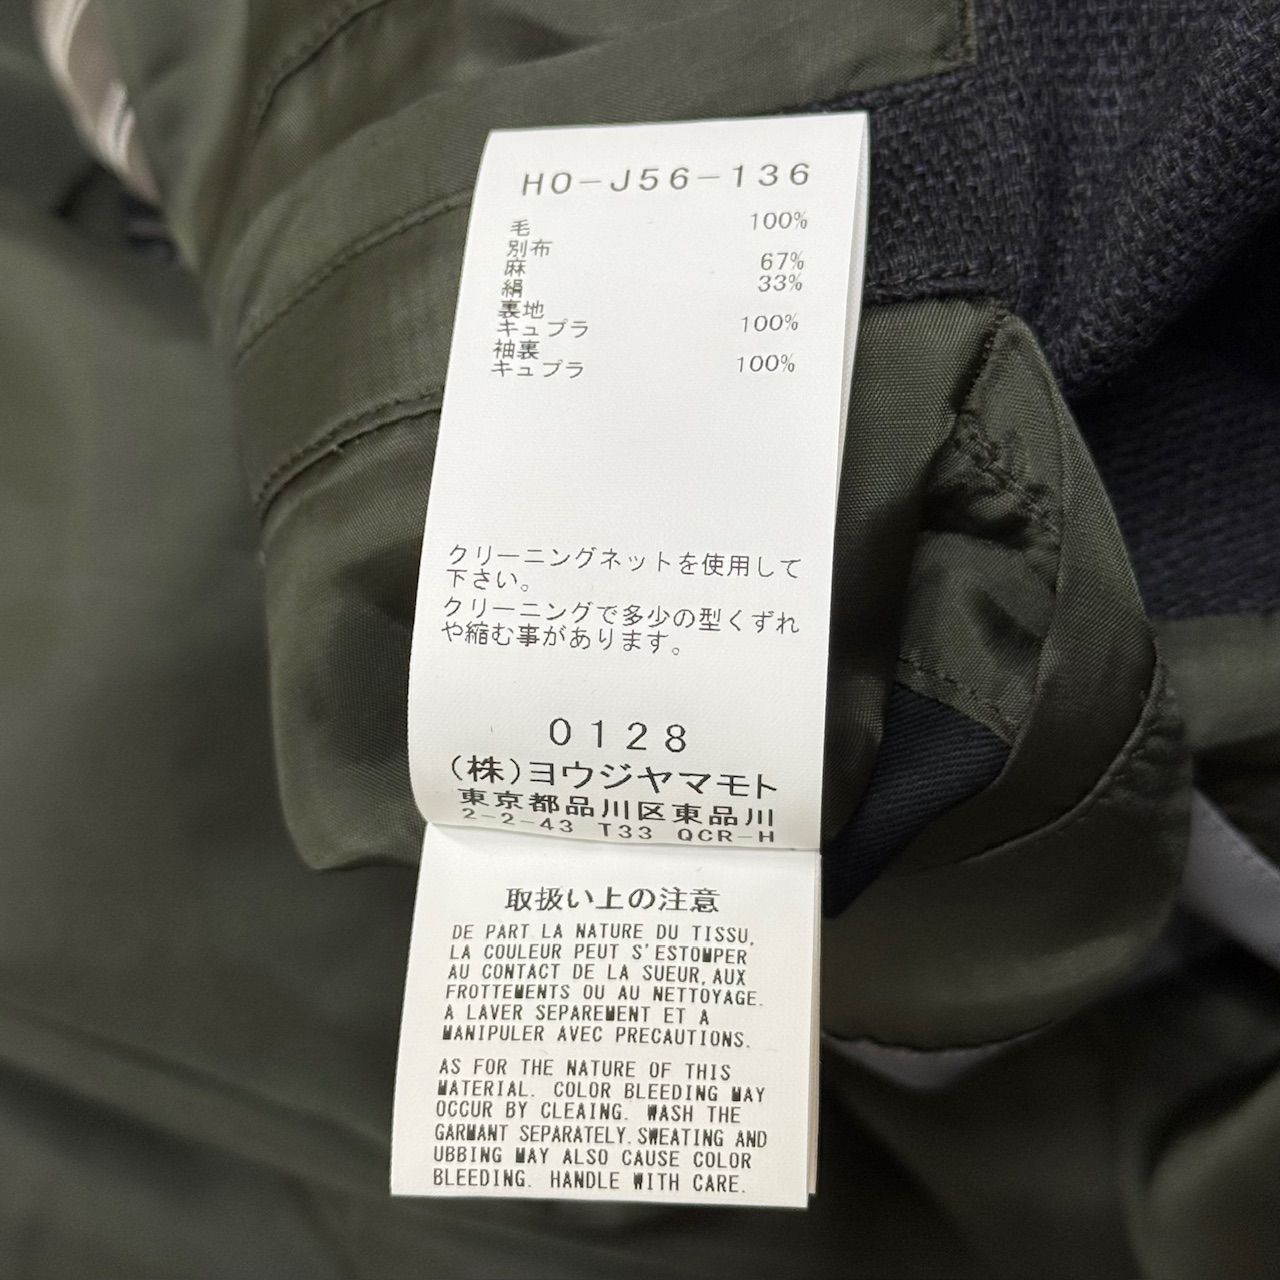 HO-J56-136
毛 100%
別布
麻 67%
絹 33%
裏地
キュプラ 100%
袖裏
キュプラ 100%
クリーニングネットを使用して
下さい。
クリーニングで多少の型くずれ
や縮む事があります。
0128
(株)ヨウジヤマモト
東京都品川区東品川
2-2-43 T33 QCR-H
取扱い上の注意
DE PART LA NATURE DU TISSU,
LA COULEUR PEUT S'ESTOMPER
AU CONTACT DE LA SUEUR,AUX
FROTTEMENTS OU AU NETTOYAGE.
A LAVER SEPAREMENT ET A
MANIPULER AVEC PRECAUTIONS.
AS FOR THE NATURE OF THIS
MATERIAL. COLOR BLEEDING MAY
OCCUR BY CLEAING. WASH THE
GARMANT SEPARATELY.SWEATING AND
UBBING MAY ALSO CAUSE COLOR
BLEEDING. HANDLE WITH CARE.